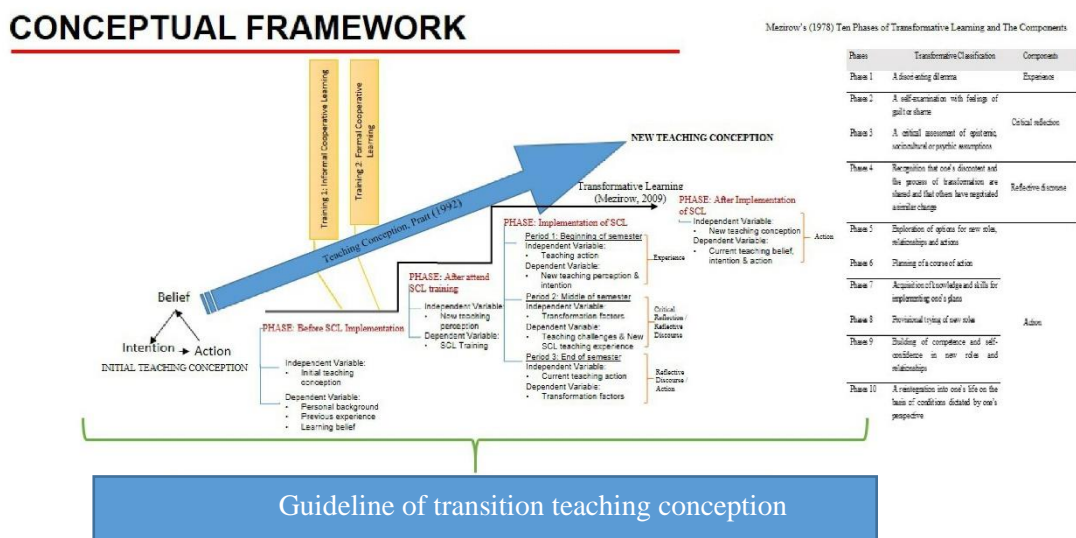 CONCEPTUAL FRAMEWORK
Mezirow's (1978) Ten Phases of Transformative Learning and The Components
Training 1: Informal Cooperative Learning
Training 2: Formal Cooperative
Learning
Teaching Conception, Pratt (1992)
NEW TEACHING CONCEPTION
Transformative Learning
(Mezirow, 2009)
Belief
Intention
Action
INITIAL TEACHING CONCEPTION
PHASE: Before SCL Implementation
Independent Variable:
• Initial teaching
conception
Dependent Variable:
• Personal background
• Previous experience
• Learning belief
PHASE: After attend
SCL training
Independent Variable:
• New teaching
perception
Dependent Variable:
• SCL Training
PHASE: Implementation of SCL
Period 1: Beginning of semester
Independent Variable:
• Teaching action
Dependent Variable:
• New teaching perception &
intention
Experience
Period 2: Middle of semester
Independent Variable:
• Transformation factors
Dependent Variable:
• Teaching challenges & New
SCL teaching experience
Critical
Reflection /
Reflective
Discourse
Period 3: End of semester
Independent Variable:
• Current teaching action
Dependent Variable:
• Transformation factors
Reflective
Discourse /
Action
PHASE: After Implementation
of SCL
Independent Variable:
• New teaching conception
Dependent Variable:
• Current teaching belief,
intention & action
Action
Phases Transformative Classification Components
Phases 1 A disorienting dilemma Experience
Phases 2 A self-examination with feelings of
guilt or shame
Critical reflection
Phases 3 A critical assessment of epistemic,
sociocultural or psychic assumptions
Phases 4 Recognition that one's discontent and
the process of transformation are
shared and that others have negotiated
a similar change
Reflective discourse
Phases 5 Exploration of options for new roles,
relationships and actions
Phases 6 Planning of a course of action
Phases 7 Acquisition of knowledge and skills for
implementing one's plans
Phases 8 Provisional trying of new roles
Action
Phases 9 Building of competence and self-
confidence in new roles and
relationships
Phases 10 A reintegration into one's life on the
basis of conditions dictated by one's
perspective
Guideline of transition teaching conception